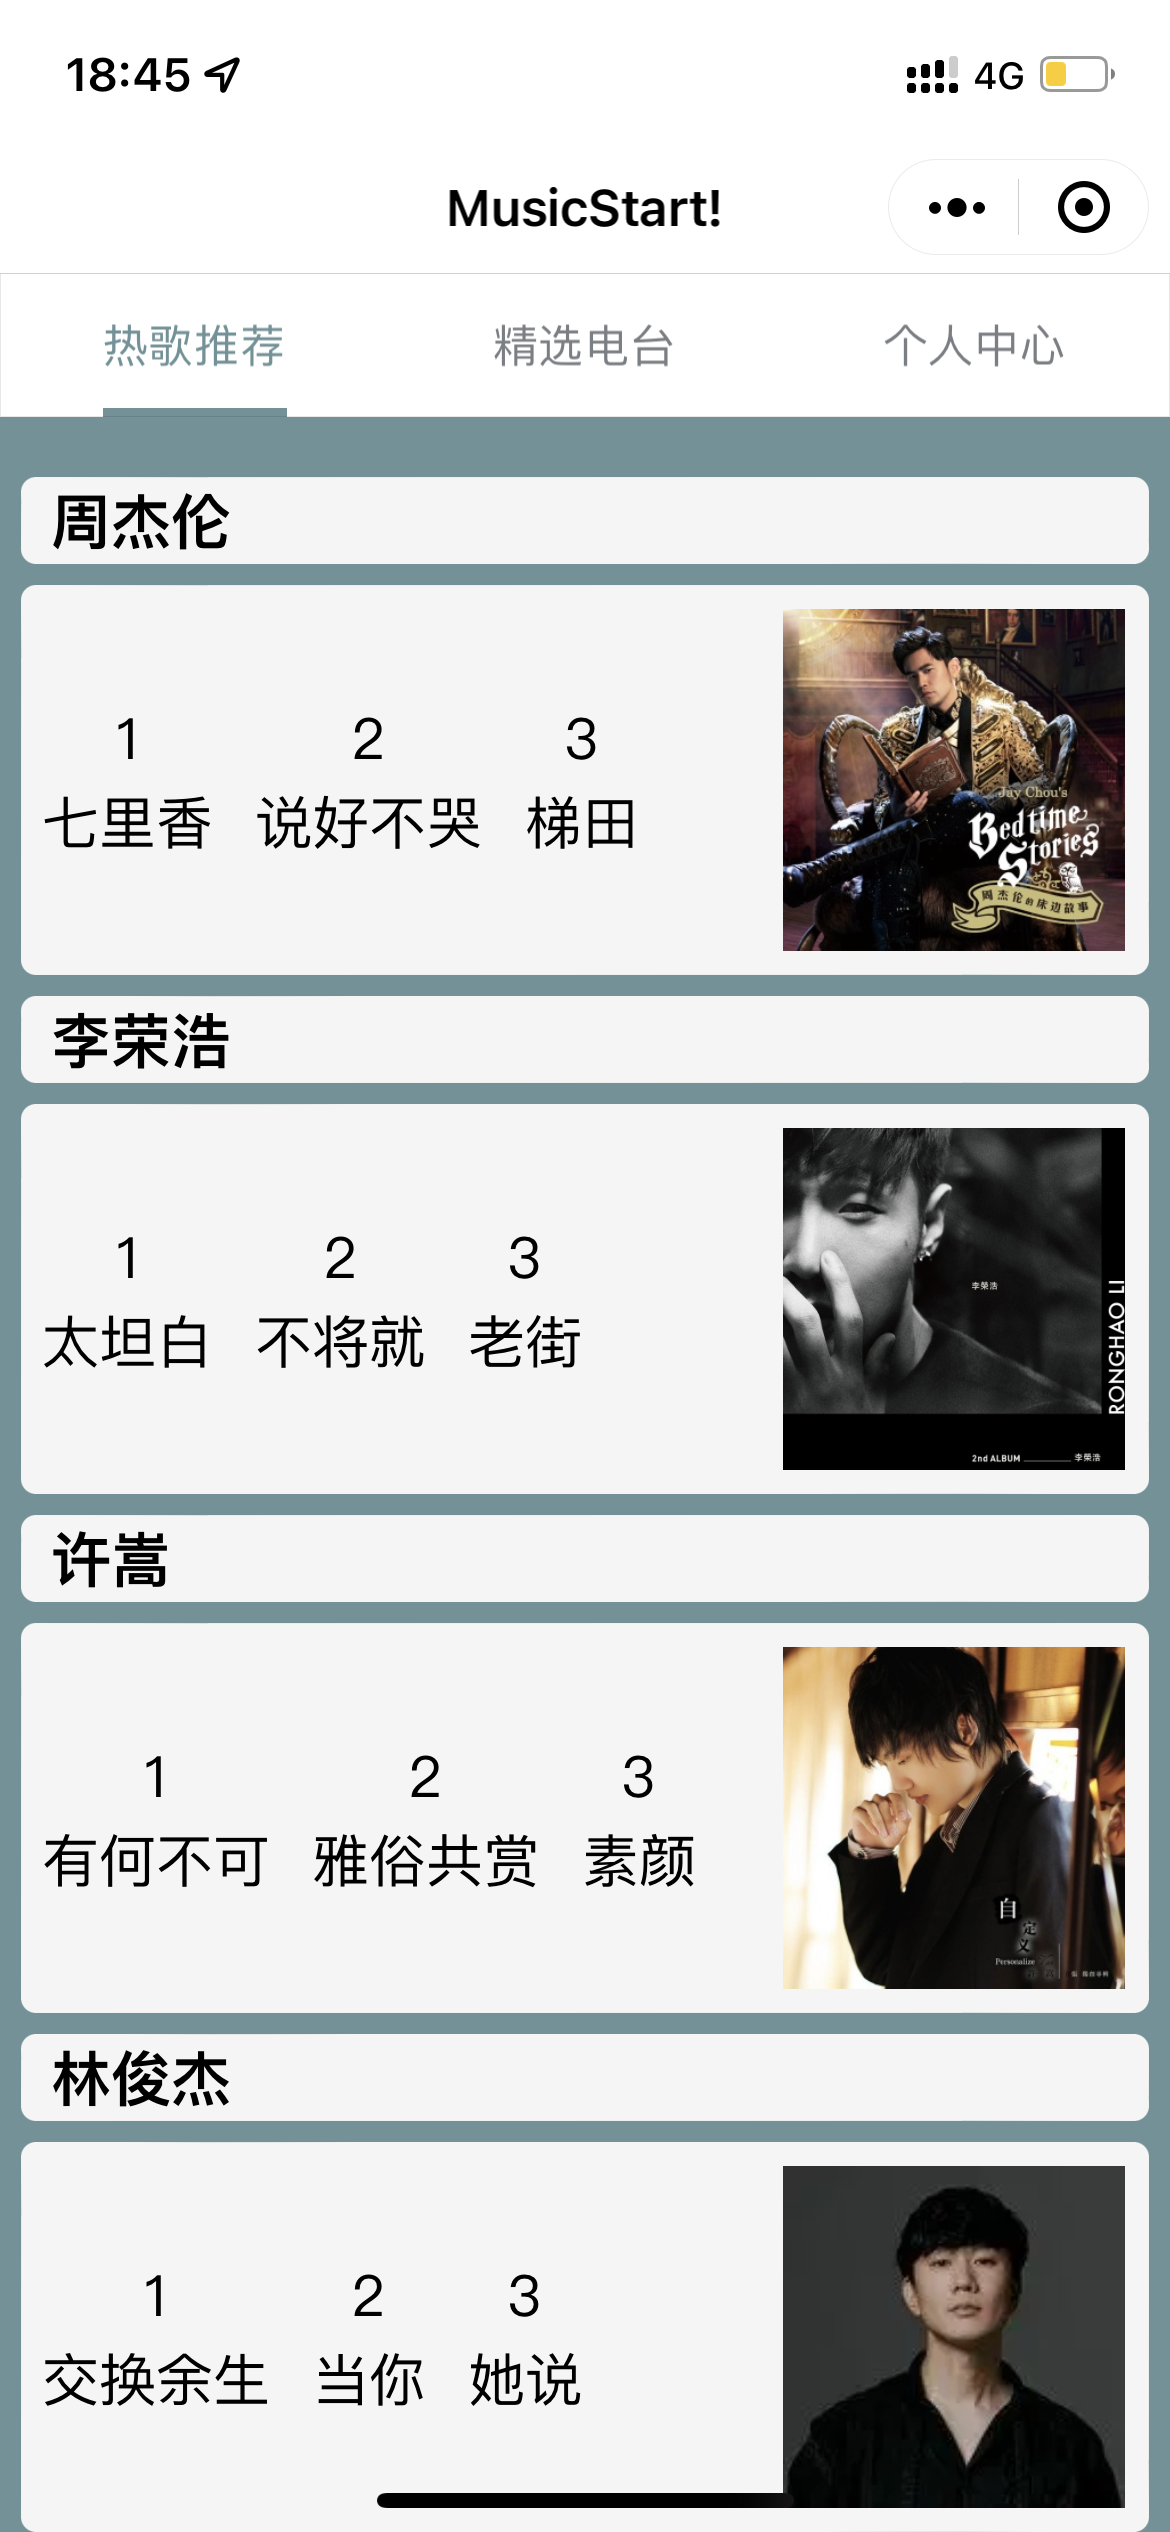 18:45 4G
MusicStart!
热歌推荐 精选电台 个人中心
周杰伦
1 2 3
七里香 说好不哭 梯田
Jay Chou's
Bedtime
Stories
周杰伦的床边故事
李荣浩
1 2 3
太坦白 不将就 老街
李榮浩
RONGHAO LI
2nd ALBUM 李榮浩
许嵩
1 2 3
有何不可 雅俗共赏 素颜
自
定
义
Personalize
林俊杰
1 2 3
交换余生 当你 她说